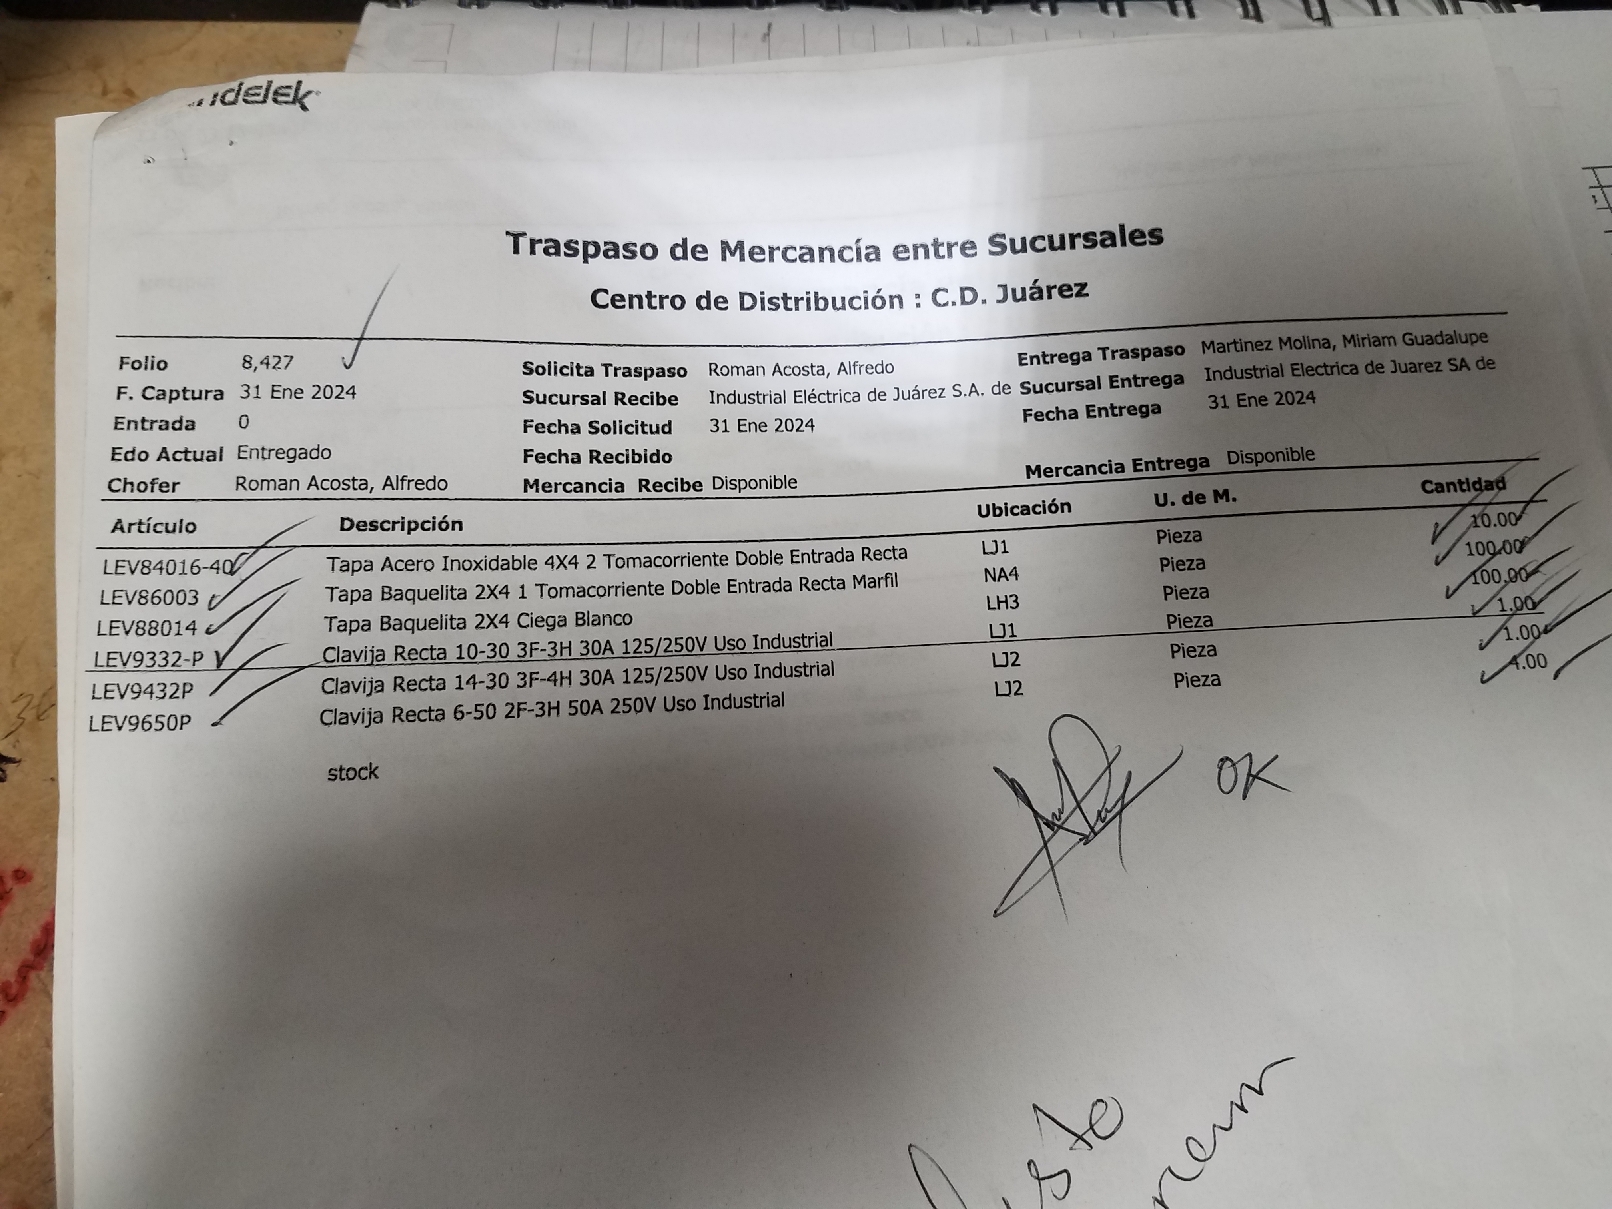 ndelek
Traspaso de Mercancía entre Sucursales
Centro de Distribución : C.D. Juárez
Folio 8,427 Solicita Traspaso Roman Acosta, Alfredo Entrega Traspaso Martinez Molina, Miriam Guadalupe
F. Captura 31 Ene 2024 Sucursal Recibe Industrial Eléctrica de Juárez S.A. de Sucursal Entrega Industrial Electrica de Juarez SA de
Entrada 0 Fecha Solicitud 31 Ene 2024 Fecha Entrega 31 Ene 2024
Edo Actual Entregado Fecha Recibido
Chofer Roman Acosta, Alfredo Mercancia Recibe Disponible Mercancia Entrega Disponible
Artículo Descripción Ubicación U. de M. Cantidad
LEV84016-40 Tapa Acero Inoxidable 4X4 2 Tomacorriente Doble Entrada Recta LJ1 Pieza 10.00
LEV86003 Tapa Baquelita 2X4 1 Tomacorriente Doble Entrada Recta Marfil NA4 Pieza 100.00
LEV88014 Tapa Baquelita 2X4 Ciega Blanco LH3 Pieza 100.00
LEV9332-P Clavija Recta 10-30 3F-3H 30A 125/250V Uso Industrial LJ1 Pieza 1.00
LEV9432P Clavija Recta 14-30 3F-4H 30A 125/250V Uso Industrial LJ2 Pieza 1.00
LEV9650P Clavija Recta 6-50 2F-3H 50A 250V Uso Industrial LJ2 Pieza 4.00
stock
OK